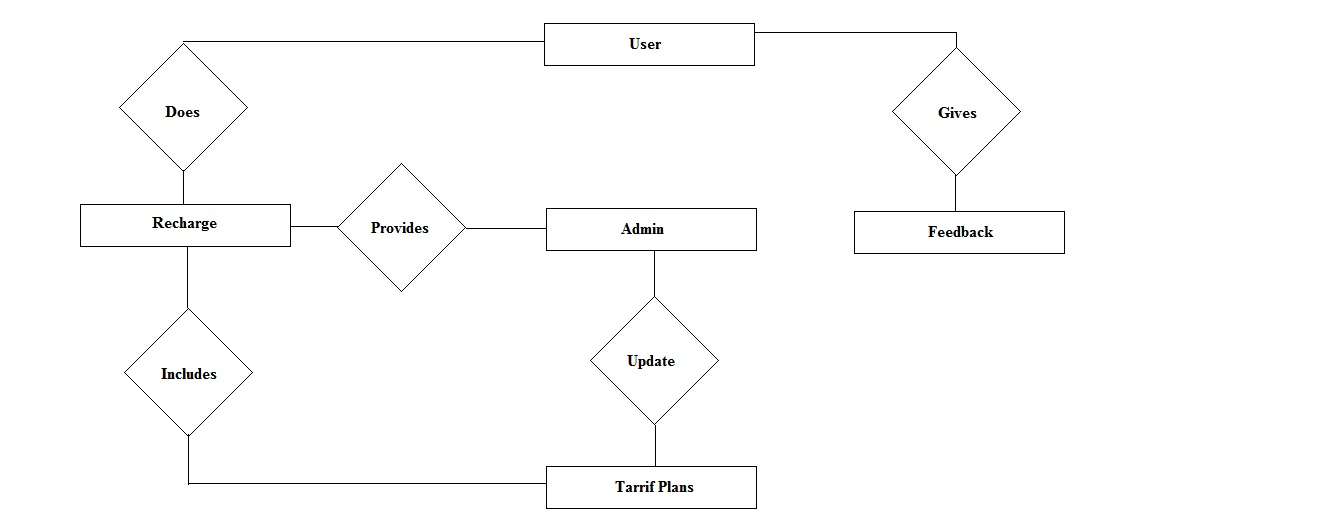 User
Does
Gives
Recharge
Provides
Admin
Feedback
Includes
Update
Tarrif Plans